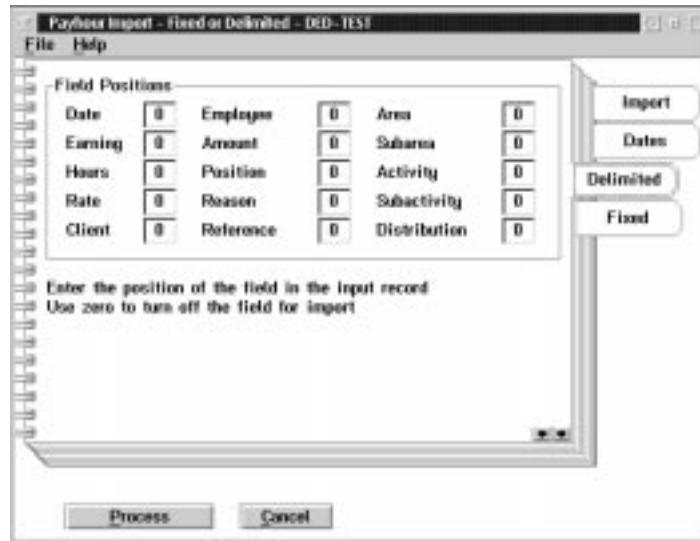 Payhour Import - Fixed or Delimited - DED-TEST
File Help
Field Positions
Date 0 Employee 0 Area 0
Earning 0 Amount 0 Subarea 0
Hours 0 Position 0 Activity 0
Rate 0 Reason 0 Subactivity 0
Client 0 Reference 0 Distribution 0
Import
Dates
Delimited
Fixed
Enter the position of the field in the input record
Use zero to turn off the field for import
Process Cancel